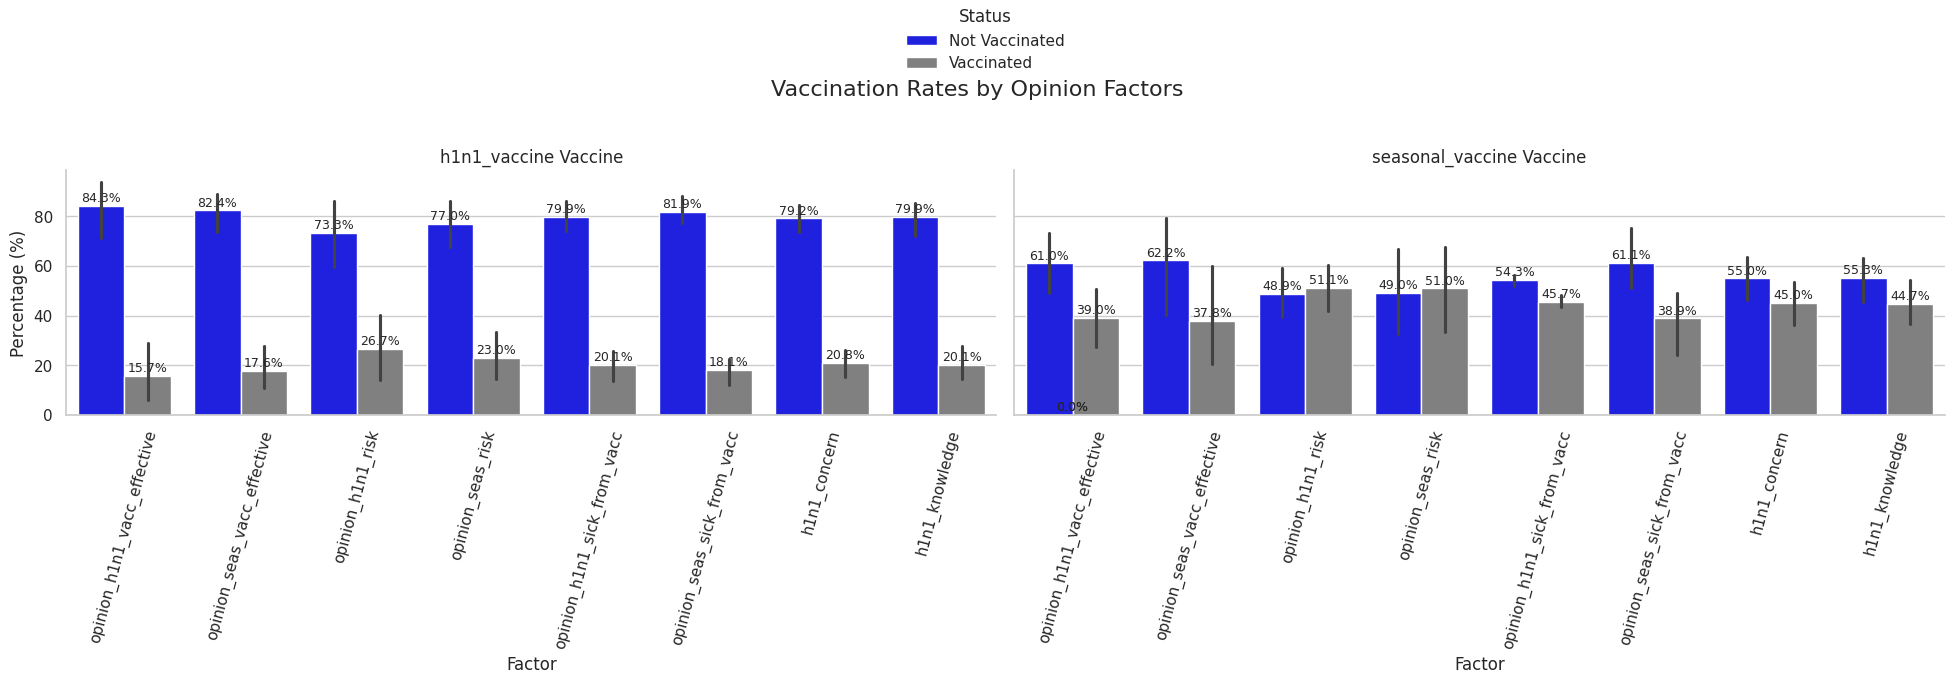 Status
Not Vaccinated
Vaccinated
Vaccination Rates by Opinion Factors
h1n1_vaccine Vaccine
Percentage (%)
80
60
40
20
0
84.3%
15.7%
82.4%
17.6%
73.3%
26.7%
77.0%
23.0%
79.9%
20.1%
81.9%
18.1%
79.2%
20.8%
79.9%
20.1%
opinion_h1n1_vacc_effective
opinion_seas_vacc_effective
opinion_h1n1_risk
opinion_seas_risk
opinion_h1n1_sick_from_vacc
opinion_seas_sick_from_vacc
h1n1_concern
h1n1_knowledge
Factor
seasonal_vaccine Vaccine
61.0%
39.0%
0.0%
62.2%
37.8%
48.9%
51.1%
49.0%
51.0%
54.3%
45.7%
61.1%
38.9%
55.0%
45.0%
55.3%
44.7%
opinion_h1n1_vacc_effective
opinion_seas_vacc_effective
opinion_h1n1_risk
opinion_seas_risk
opinion_h1n1_sick_from_vacc
opinion_seas_sick_from_vacc
h1n1_concern
h1n1_knowledge
Factor